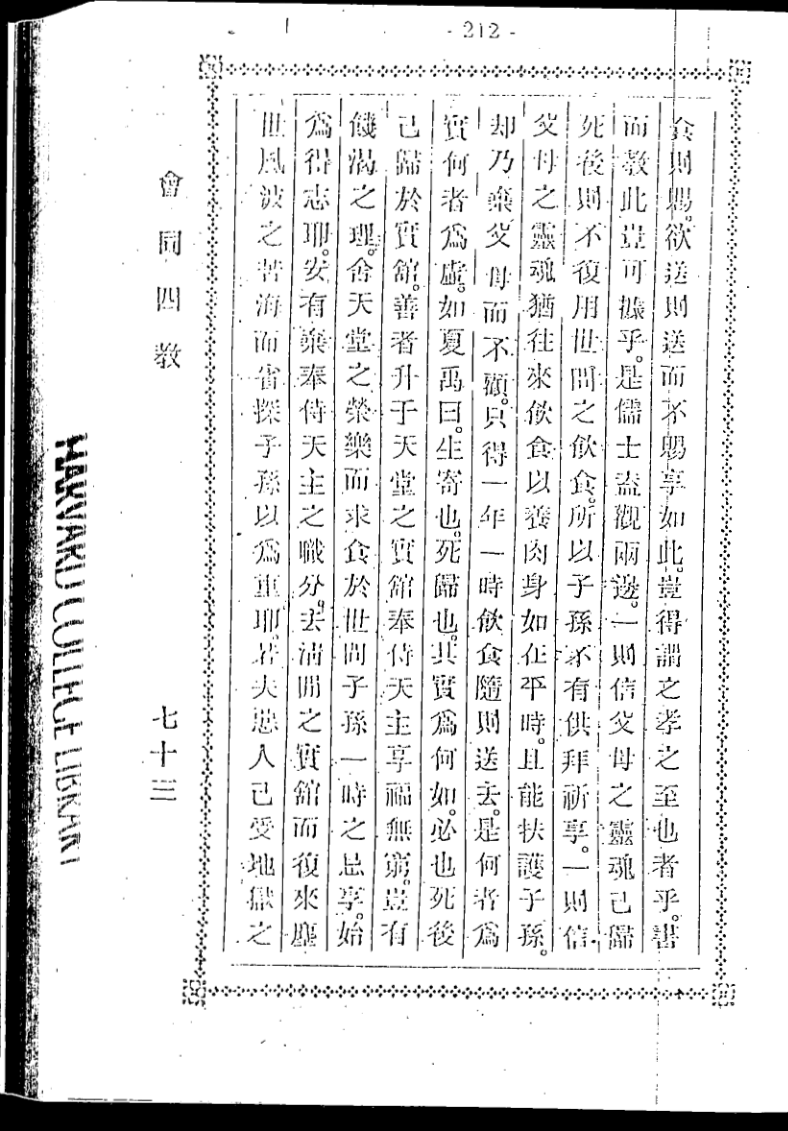 - 212 -
食則賜。欲送則送而不賜享如此。豈得謂之孝之至也者乎。書
而教此豈可據乎。是儒士盍觀兩邊。一則信父母之靈魂已歸
死後則不復用世間之飲食。所以子孫不有供拜祈享。一則信
父母之靈魂猶往來飲食以養肉身如在平時。且能扶護子孫。
却乃棄父母而不顧。只得一年一時飲食隨則送去。是何者爲
實何者爲虛。如夏禹曰。生寄也。死歸也。其實爲何如。必也死後
已歸於實舘。善者升于天堂之實舘奉侍天主享福無窮。豈有
饑渴之理。舍天堂之榮樂而求食於世間子孫一時之忌享。始
爲得志耶。安有棄奉侍天主之職分。去淸閒之實舘而復來塵
世風波之苦海而省探子孫以爲重耶。若夫惡人已受地獄之
會同四教
七十三
HARVARD COLLEGE LIBRARY